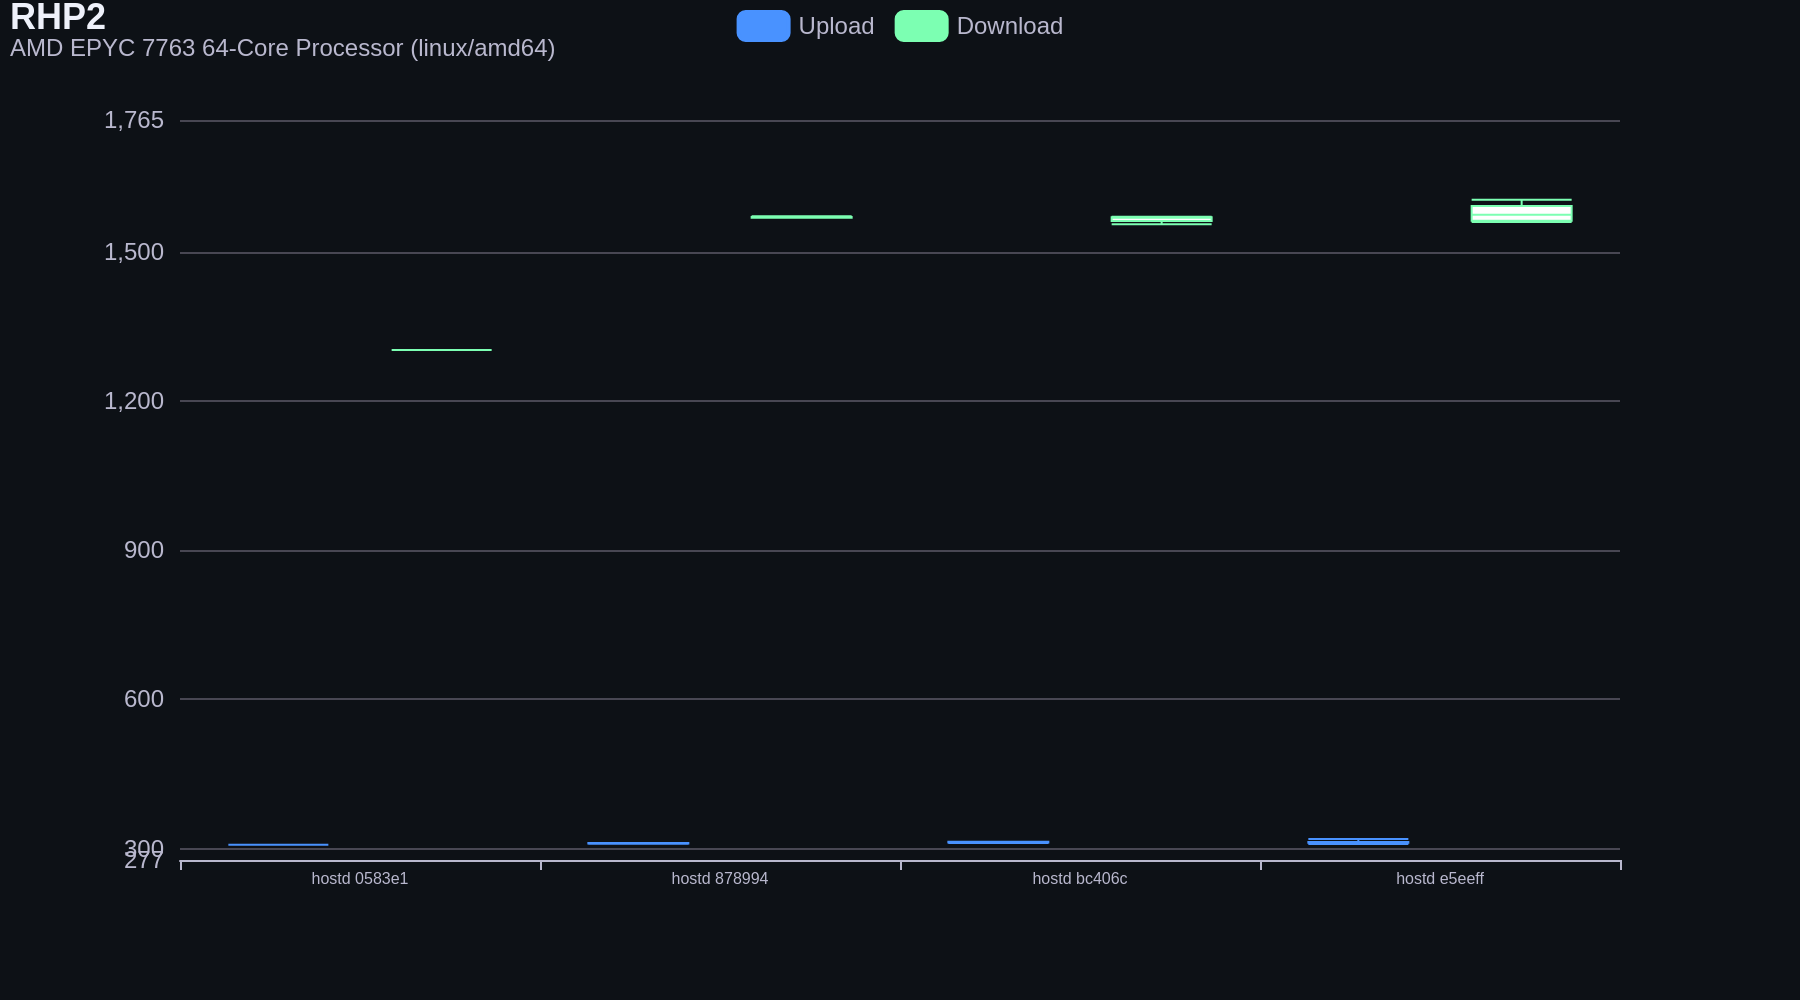 RHP2
AMD EPYC 7763 64-Core Processor (linux/amd64)
Upload
Download
1,765
1,500
1,200
900
600
300
277
hostd 0583e1
hostd 878994
hostd bc406c
hostd e5eeff